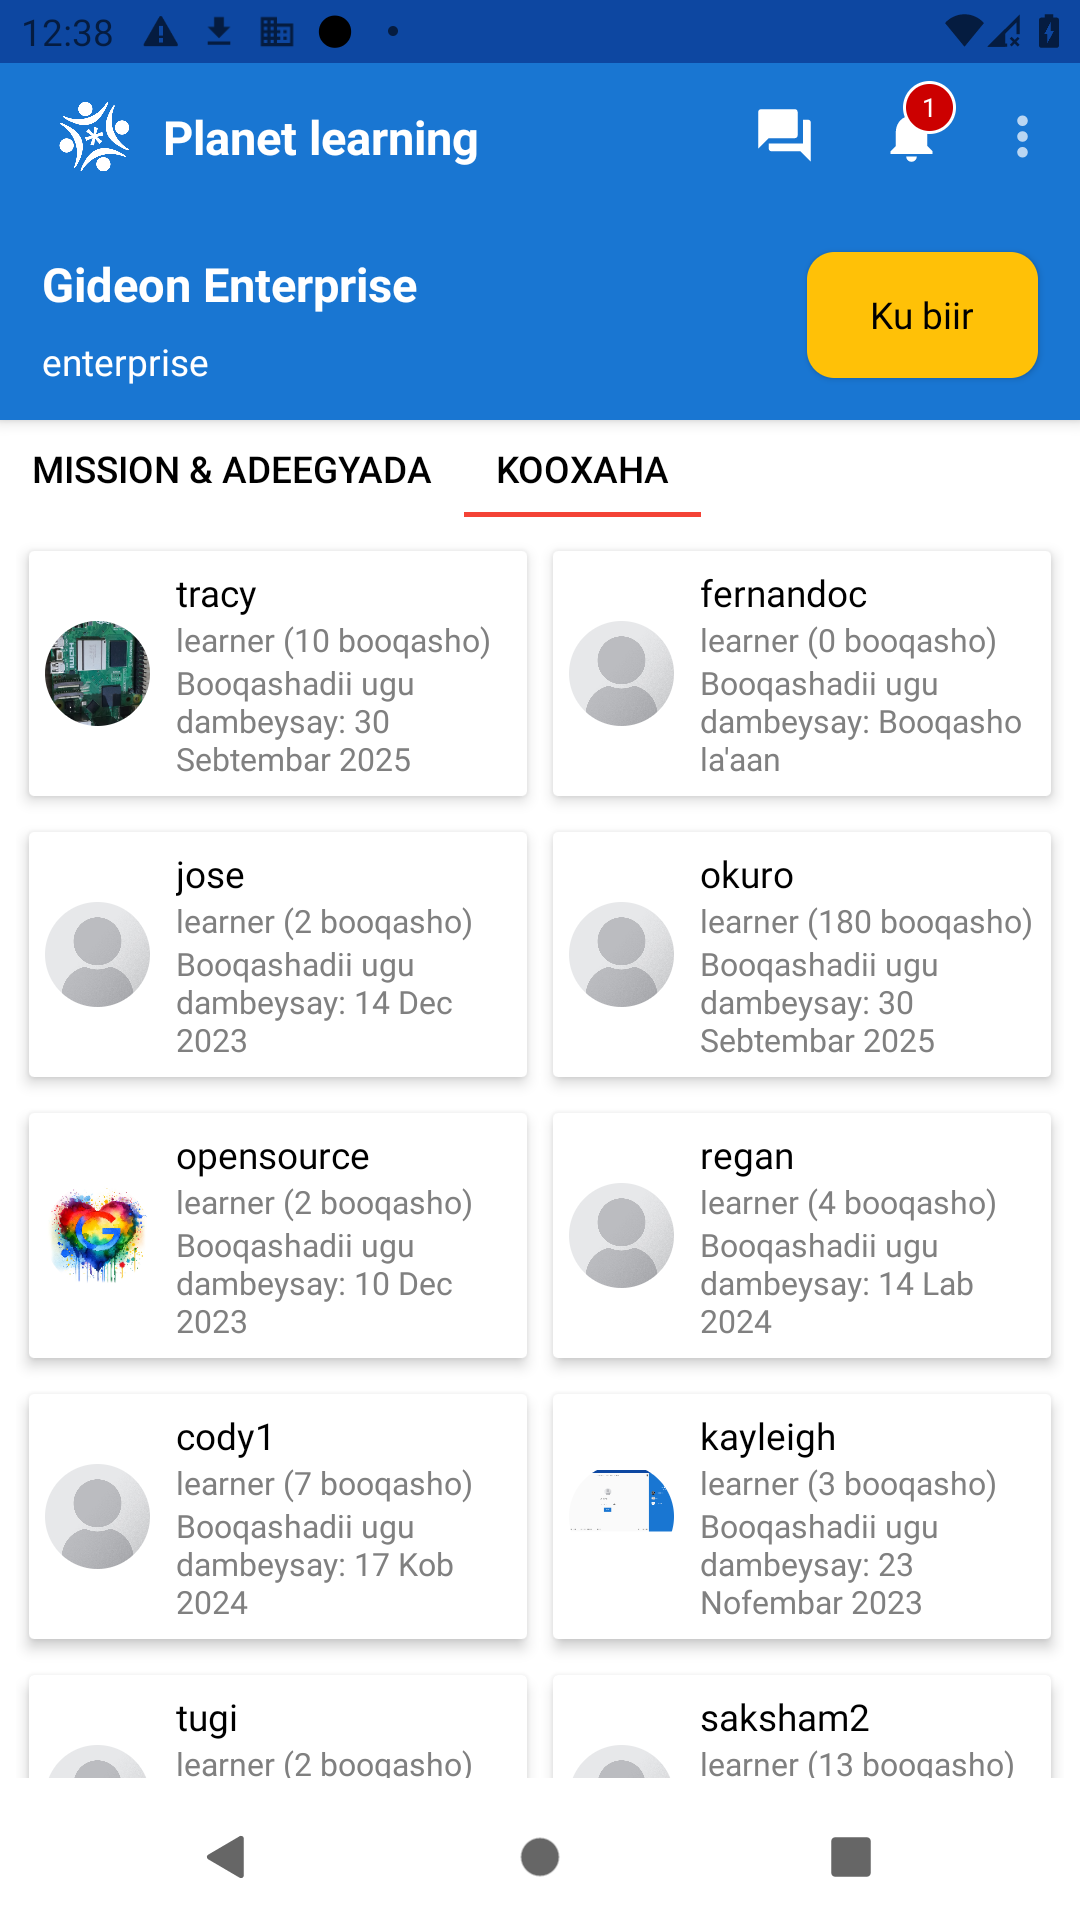 12:38
Planet learning
1
Gideon Enterprise
Ku biir
enterprise
MISSION & ADEEGYADA
KOOXAHA
tracy
learner (10 booqasho)
Booqashadii ugu
dambeysay: 30
Sebtembar 2025
fernandoc
learner (0 booqasho)
Booqashadii ugu
dambeysay: Booqasho
la'aan
jose
learner (2 booqasho)
Booqashadii ugu
dambeysay: 14 Dec
2023
okuro
learner (180 booqasho)
Booqashadii ugu
dambeysay: 30
Sebtembar 2025
opensource
learner (2 booqasho)
Booqashadii ugu
dambeysay: 10 Dec
2023
regan
learner (4 booqasho)
Booqashadii ugu
dambeysay: 14 Lab
2024
cody1
learner (7 booqasho)
Booqashadii ugu
dambeysay: 17 Kob
2024
kayleigh
learner (3 booqasho)
Booqashadii ugu
dambeysay: 23
Nofembar 2023
tugi
learner (2 booqasho)
saksham2
learner (13 booqasho)